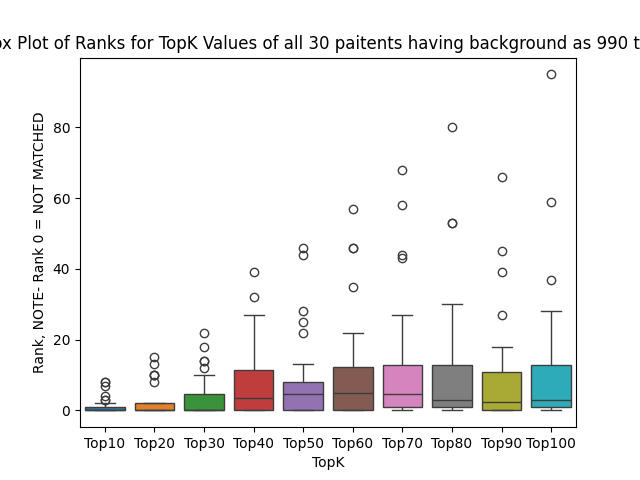 ox Plot of Ranks for TopK Values of all 30 paitents having background as 990 t
Rank, NOTE- Rank 0 = NOT MATCHED
80
60
40
20
0
Top10 Top20 Top30 Top40 Top50 Top60 Top70 Top80 Top90 Top100
TopK